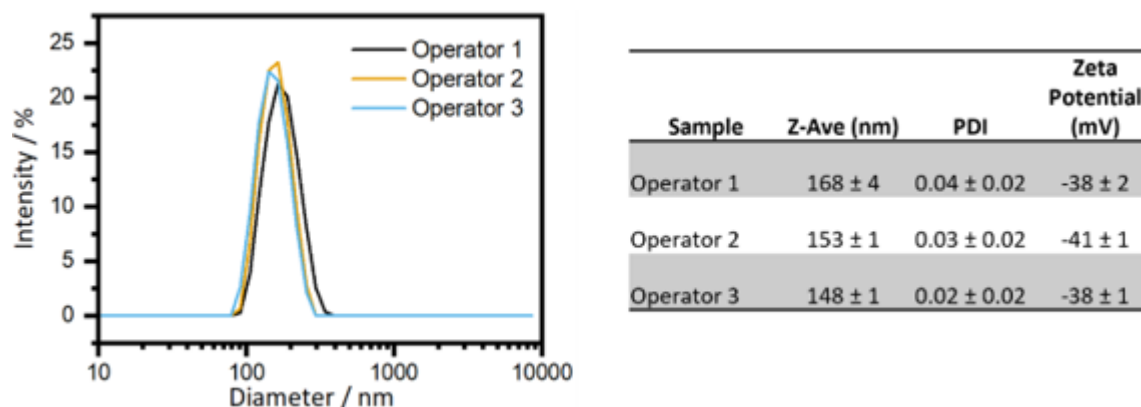 25
20
15
10
5
0
Intensity / %
Operator 1
Operator 2
Operator 3
10 100 1000 10000
Diameter / nm
Sample Z-Ave (nm) PDI Zeta Potential (mV)
Operator 1 168 ± 4 0.04 ± 0.02 -38 ± 2
Operator 2 153 ± 1 0.03 ± 0.02 -41 ± 1
Operator 3 148 ± 1 0.02 ± 0.02 -38 ± 1